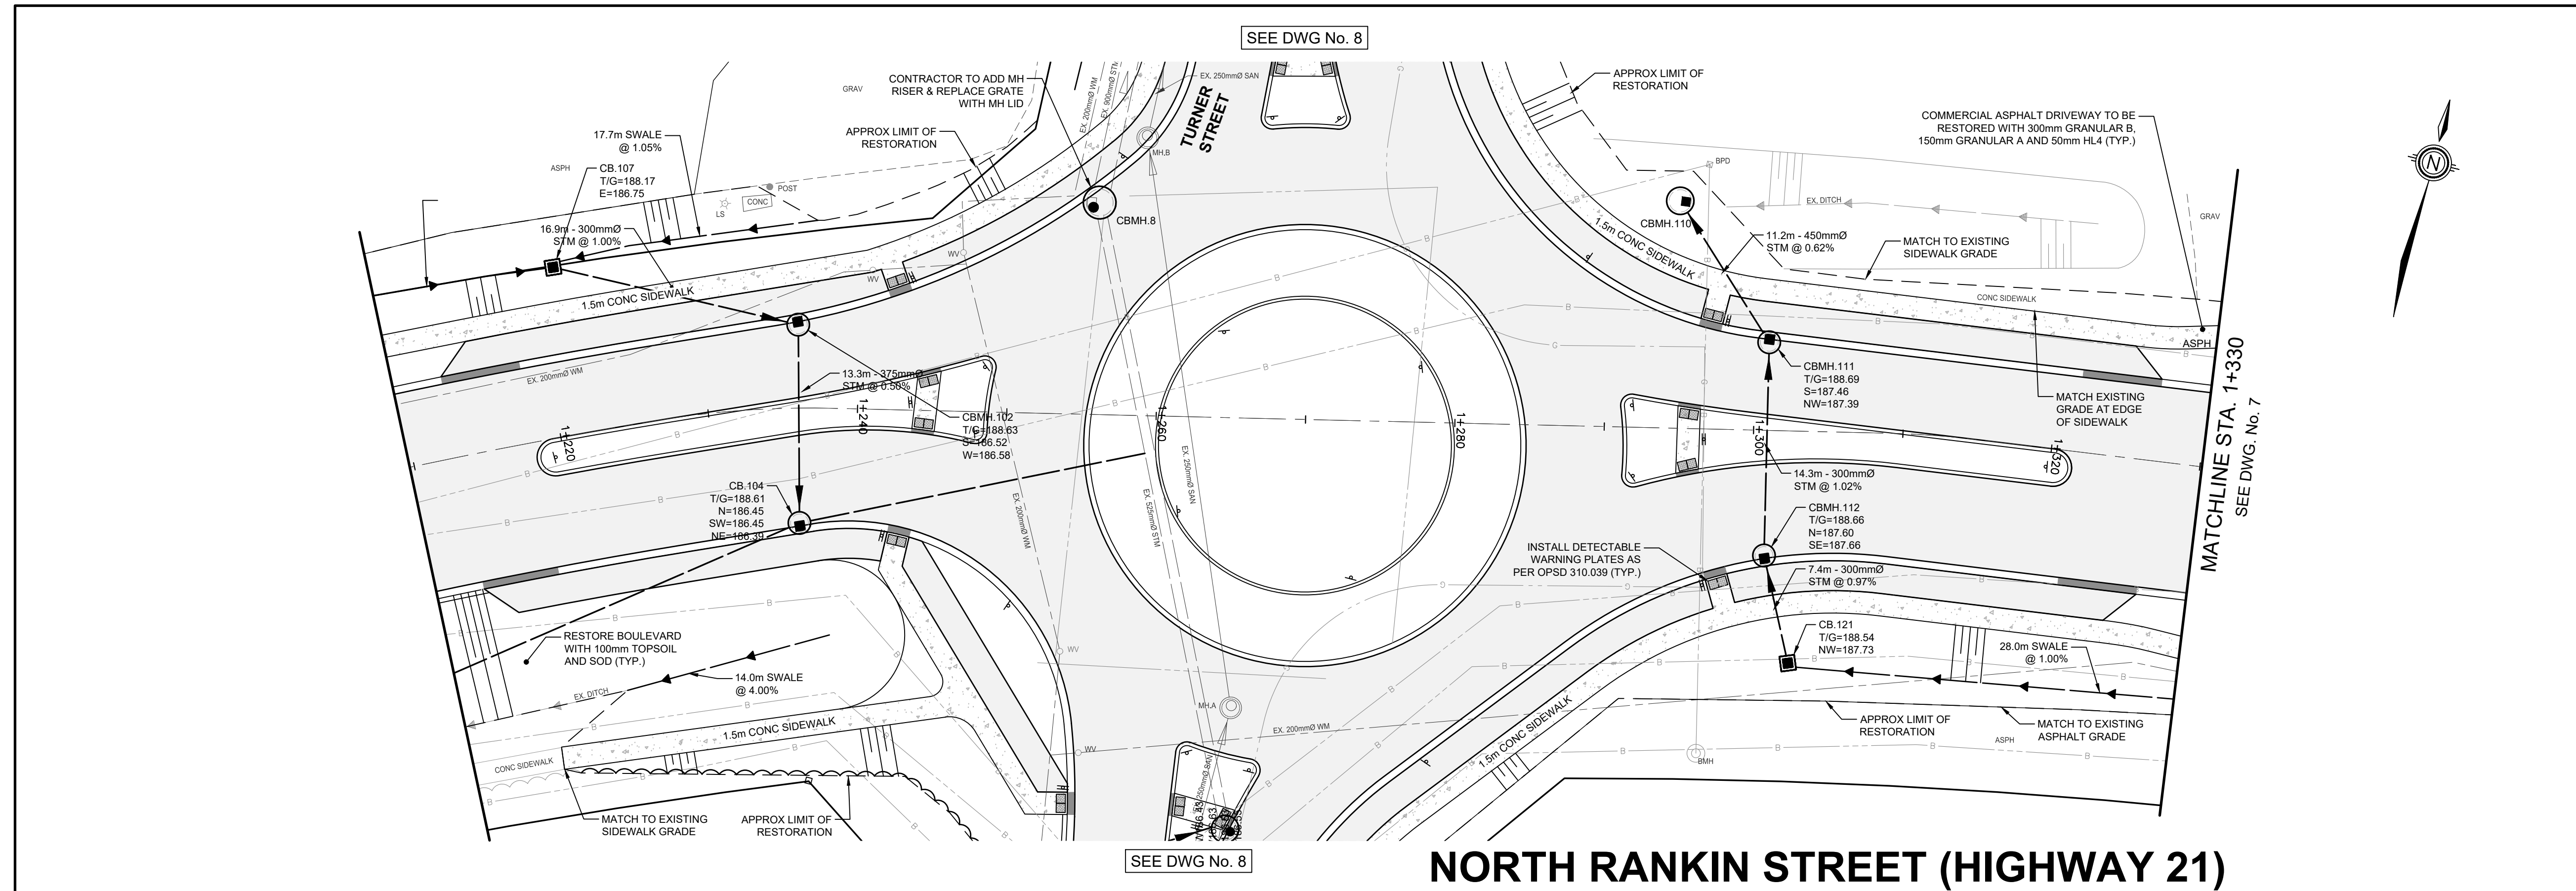 SEE DWG No. 8
CONTRACTOR TO ADD MH
RISER & REPLACE GRATE
WITH MH LID
GRAV
EX. 200mmØ WM
EX. 900mmØ STM
EX. 250mmØ SAN
TURNER
STREET
MH.B
APPROX LIMIT OF
RESTORATION
17.7m SWALE
@ 1.05%
ASPH
CB.107
T/G=188.17
E=186.75
POST
LS
CONC
16.9m - 300mmØ
STM @ 1.00%
1.5m CONC SIDEWALK
WV
WV
CBMH.8
EX. 200mmØ WM
13.3m - 375mmØ
STM @ 0.50%
CBMH.102
T/G=188.63
S=186.52
W=186.58
1+220
1+240
1+260
1+280
1+300
1+320
CB.104
T/G=188.61
N=186.45
SW=186.45
NE=186.39
EX. 200mmØ WM
EX. 525mmØ STM
EX. 250mmØ SAN
RESTORE BOULEVARD
WITH 100mm TOPSOIL
AND SOD (TYP.)
14.0m SWALE
@ 4.00%
EX. DITCH
1.5m CONC SIDEWALK
CONC SIDEWALK
MATCH TO EXISTING
SIDEWALK GRADE
APPROX LIMIT OF
RESTORATION
WV
WV
MH.A
EX. 200mmØ WM
EX. 250mmØ SAN
SEE DWG No. 8
APPROX LIMIT OF
RESTORATION
COMMERCIAL ASPHALT DRIVEWAY TO BE
RESTORED WITH 300mm GRANULAR B,
150mm GRANULAR A AND 50mm HL4 (TYP.)
BPD
EX. DITCH
GRAV
N
CBMH.110
11.2m - 450mmØ
STM @ 0.62%
MATCH TO EXISTING
SIDEWALK GRADE
1.5m CONC SIDEWALK
CONC SIDEWALK
ASPH
CBMH.111
T/G=188.69
S=187.46
NW=187.39
MATCH EXISTING
GRADE AT EDGE
OF SIDEWALK
MATCHLINE STA. 1+330
SEE DWG. No. 7
14.3m - 300mmØ
STM @ 1.02%
CBMH.112
T/G=188.66
N=187.60
SE=187.66
INSTALL DETECTABLE
WARNING PLATES AS
PER OPSD 310.039 (TYP.)
7.4m - 300mmØ
STM @ 0.97%
CB.121
T/G=188.54
NW=187.73
28.0m SWALE
@ 1.00%
1.5m CONC SIDEWALK
APPROX LIMIT OF
RESTORATION
MATCH TO EXISTING
ASPHALT GRADE
ASPH
BMH
NORTH RANKIN STREET (HIGHWAY 21)